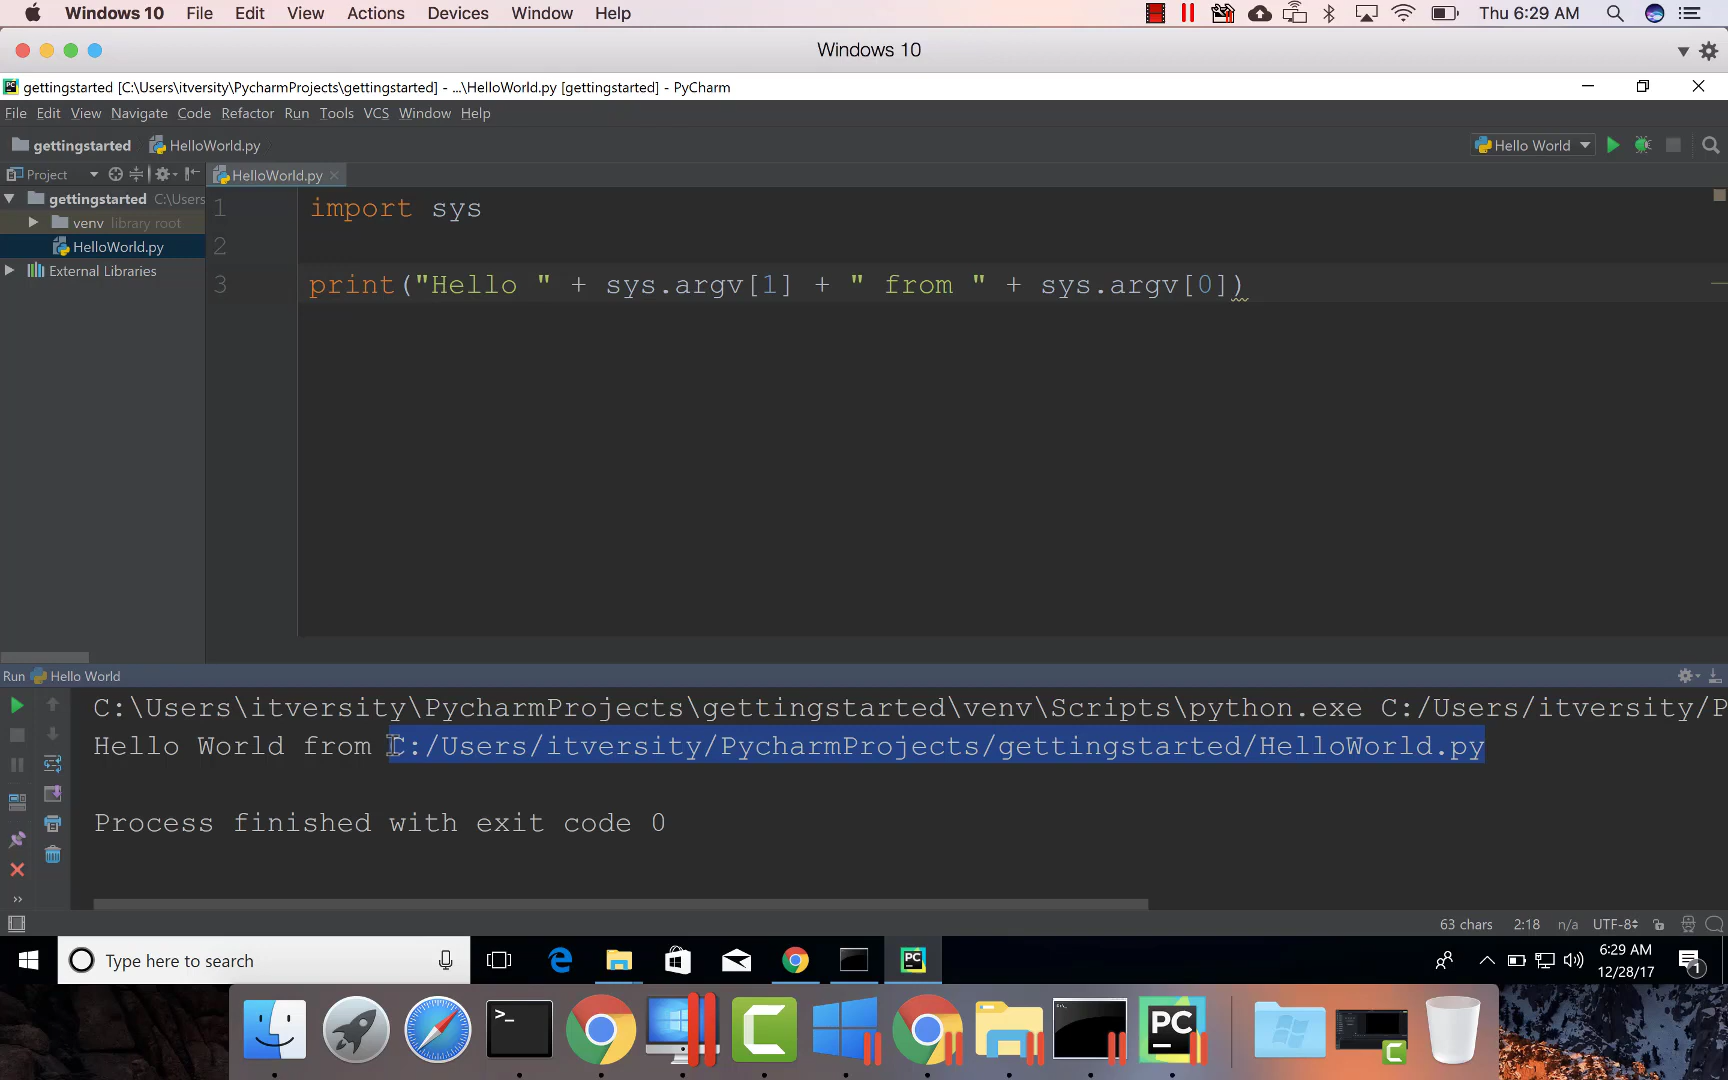 Windows 10 File Edit View Actions Devices Window Help Thu 6:29 AM
Windows 10
gettingstarted [C:\Users\itversity\PycharmProjects\gettingstarted] - ...\HelloWorld.py [gettingstarted] - PyCharm
File Edit View Navigate Code Refactor Run Tools VCS Window Help
gettingstarted HelloWorld.py Hello World
Project HelloWorld.py
gettingstarted C:\Users
venv library root
HelloWorld.py
External Libraries
1 import sys
2
3 print("Hello " + sys.argv[1] + " from " + sys.argv[0])
Run Hello World
C:\Users\itversity\PycharmProjects\gettingstarted\venv\Scripts\python.exe C:/Users/itversity/P
Hello World from C:/Users/itversity/PycharmProjects/gettingstarted/HelloWorld.py
Process finished with exit code 0
63 chars 2:18 n/a UTF-8
Type here to search
6:29 AM
12/28/17
1